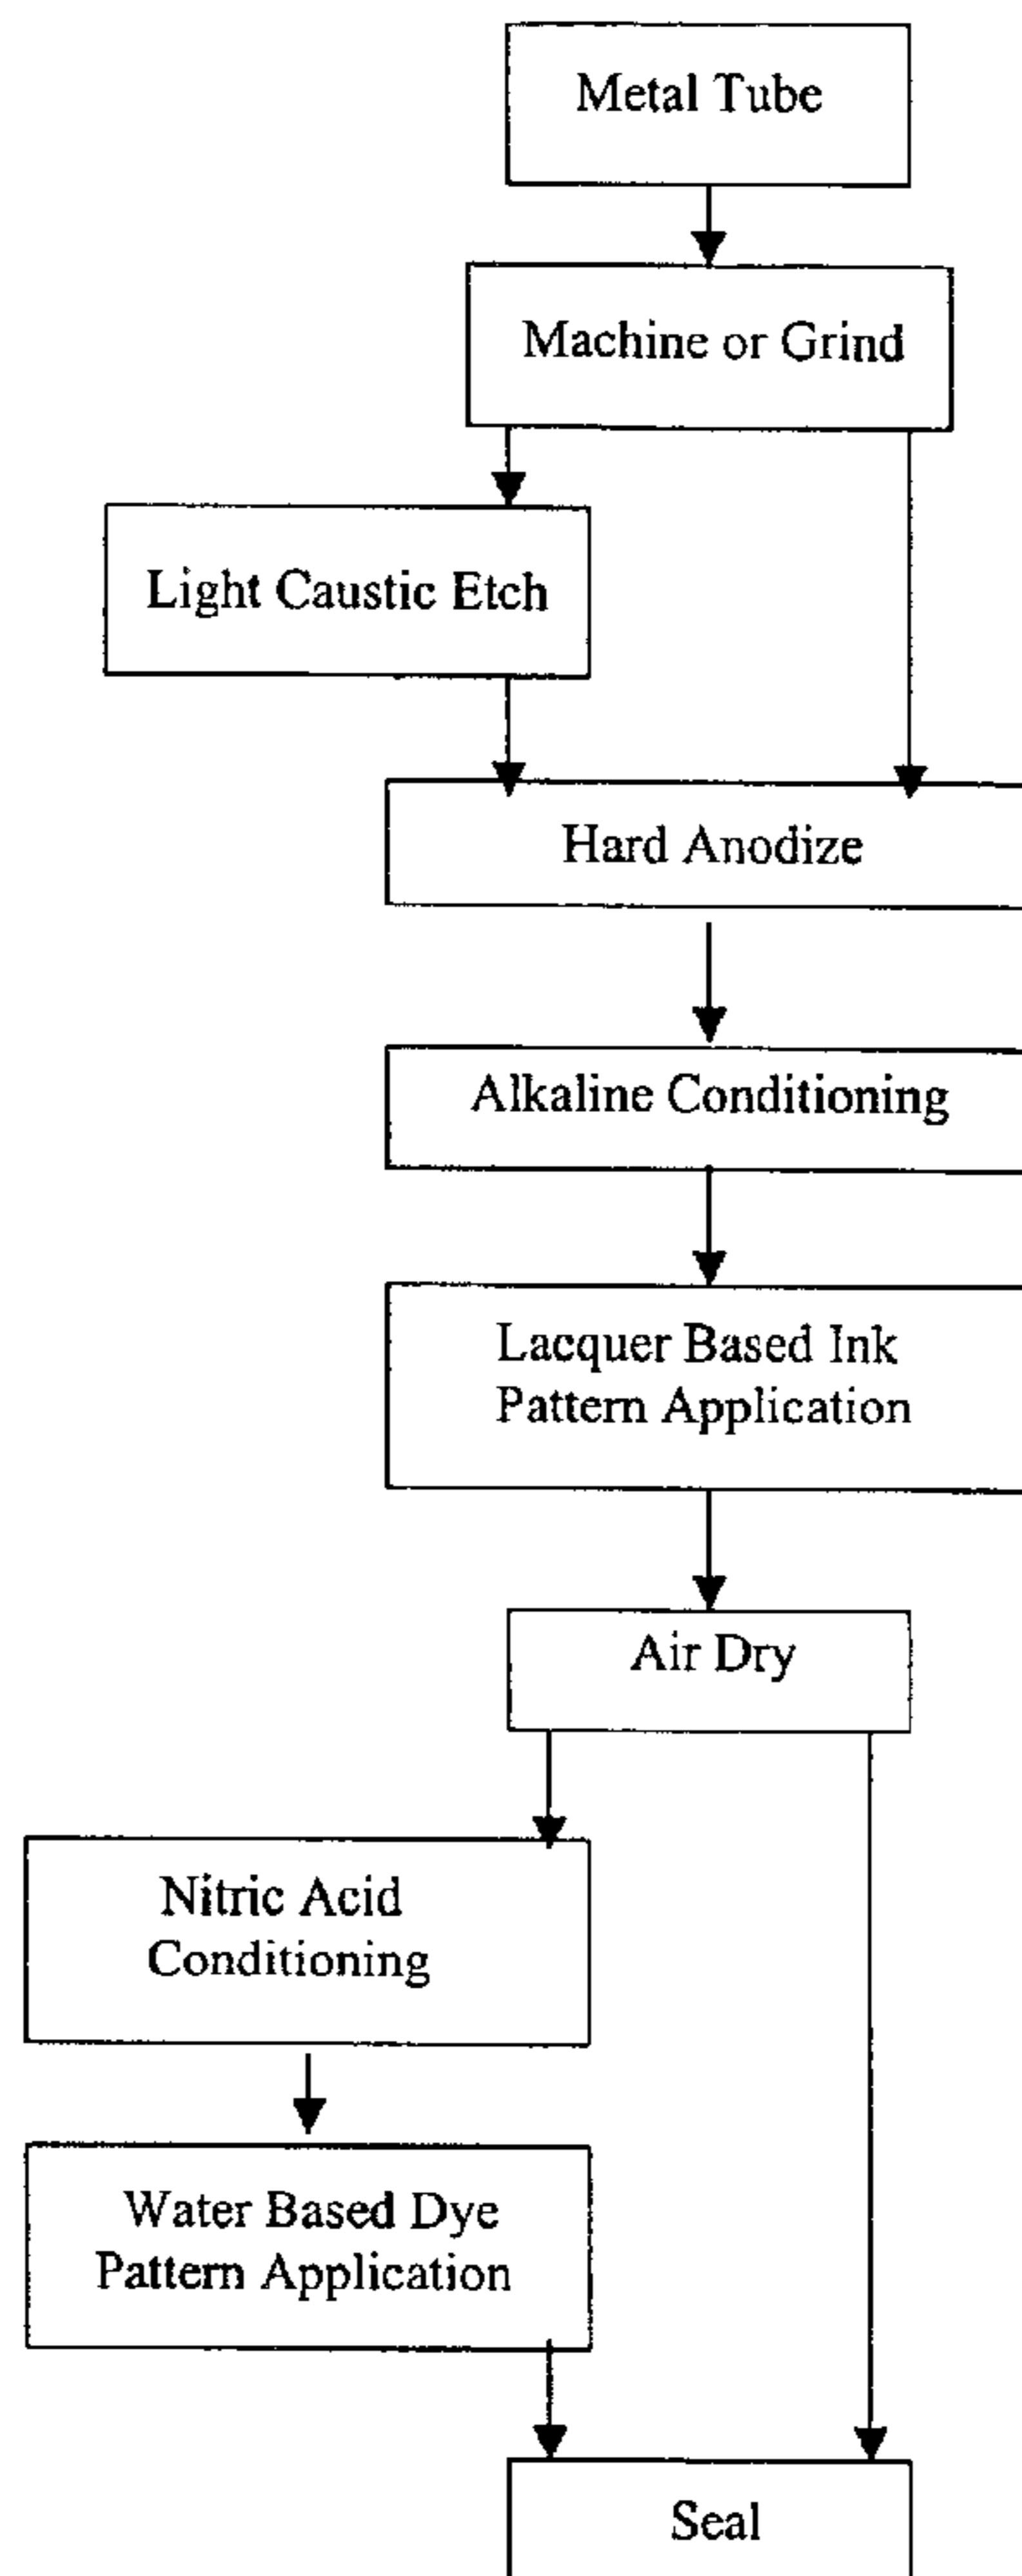 Metal Tube
Machine or Grind
Light Caustic Etch
Hard Anodize
Alkaline Conditioning
Lacquer Based Ink
Pattern Application
Air Dry
Nitric Acid
Conditioning
Water Based Dye
Pattern Application
Seal